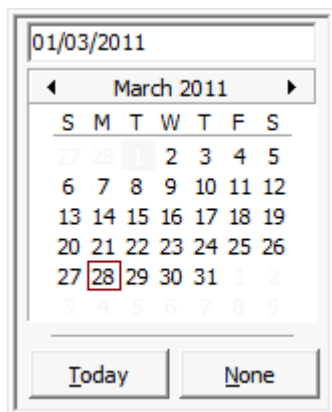 01/03/2011
March 2011
S M T W T F S
27 28 1 2 3 4 5
6 7 8 9 10 11 12
13 14 15 16 17 18 19
20 21 22 23 24 25 26
27 28 29 30 31 1 2
3 4 5 6 7 8 9
Today None